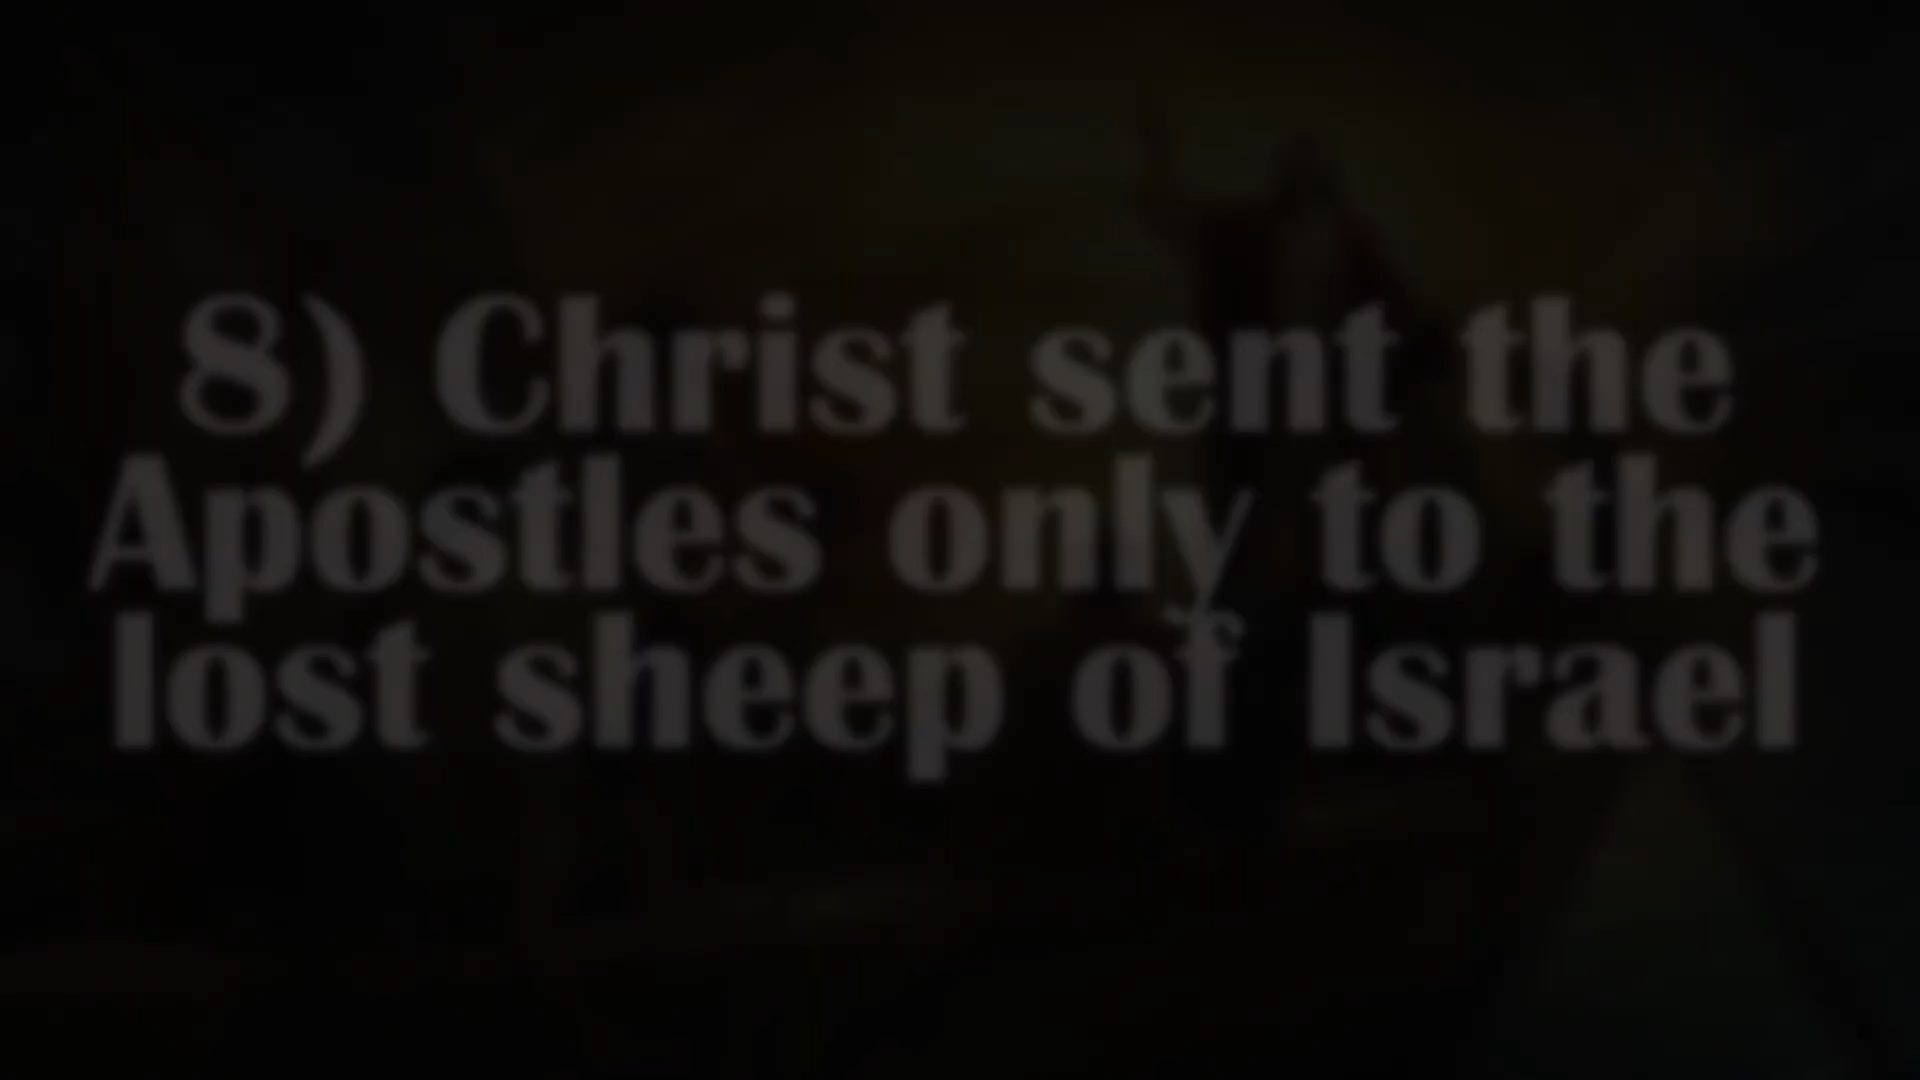 8) Christ sent the
Apostles only to the
lost sheep of Israel